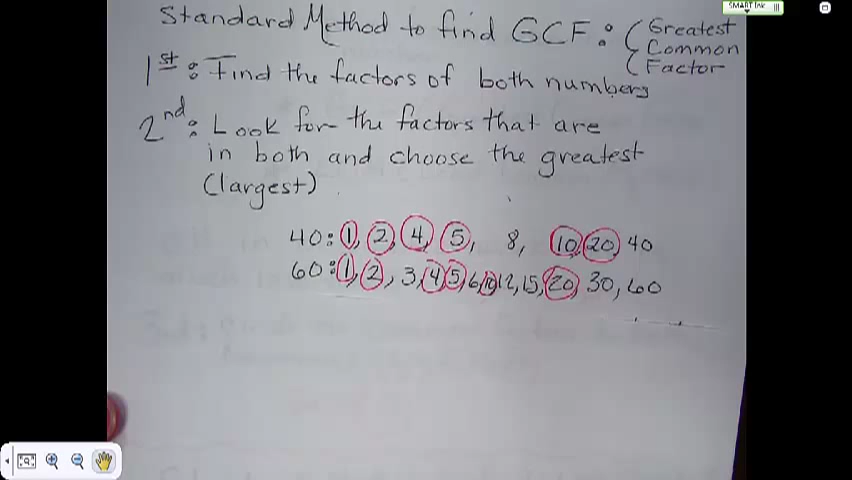 Standard Method to find GCF: (Greatest
(Common
(Factor
1st: Find the factors of both numbers
2nd: Look for the factors that are
in both and choose the greatest
(largest)
40: 1, 2, 4, 5, 8, 10, 20, 40
60: 1, 2, 3, 4, 5, 6, 10, 12, 15, 20, 30, 60
SMART Ink